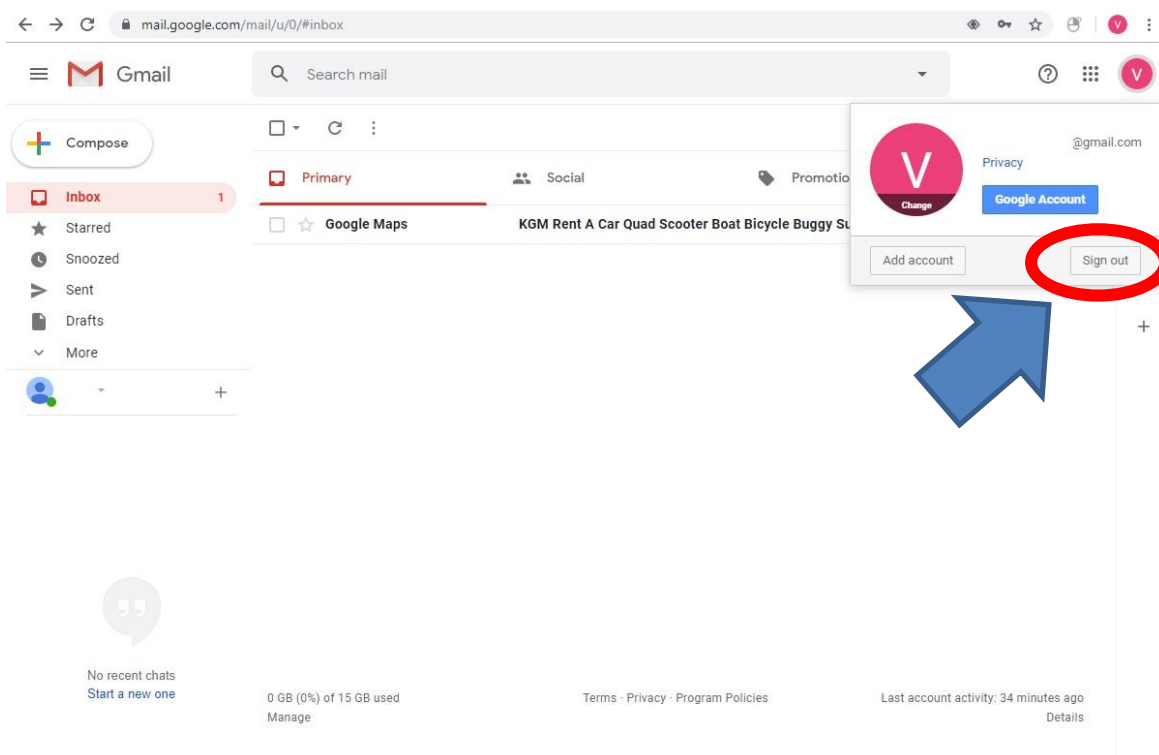 mail.google.com/mail/u/0/#inbox
V
Gmail
Search mail
V
Compose
@gmail.com
Privacy
V
Change
Google Account
Primary
Social
Promotio
Inbox 1
Google Maps KGM Rent A Car Quad Scooter Boat Bicycle Buggy Su
Starred
Add account
Sign out
Snoozed
Sent
Drafts
More
No recent chats
Start a new one
0 GB (0%) of 15 GB used
Manage
Terms · Privacy · Program Policies
Last account activity: 34 minutes ago
Details